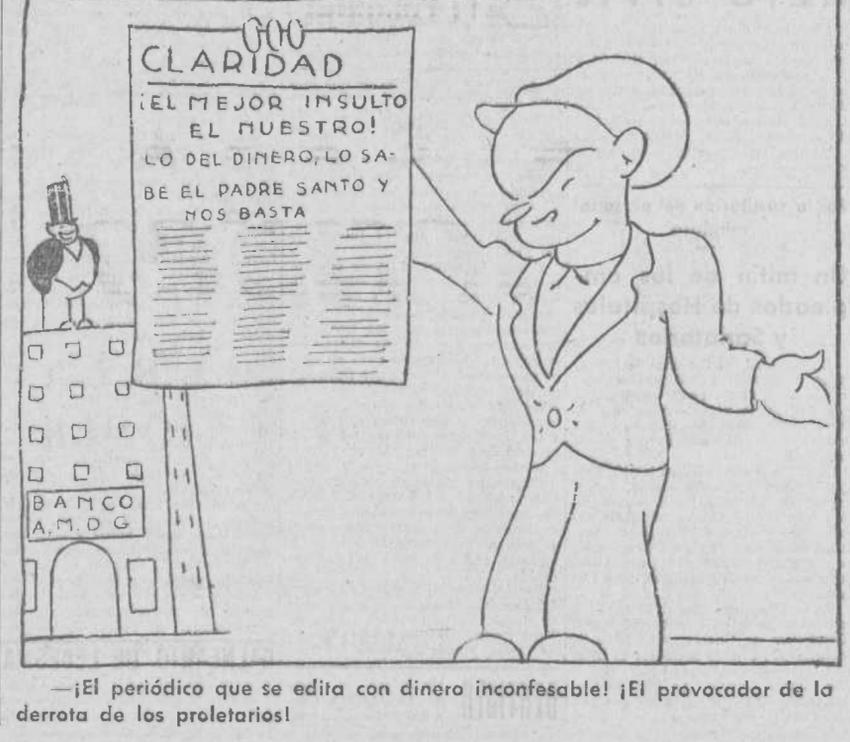 CLARIDAD
¡EL MEJOR INSULTO
EL NUESTRO!
LO DEL DINERO, LO SA-
BE EL PADRE SANTO Y
NOS BASTA
BANCO
A.M.D.G
—¡El periódico que se edita con dinero inconfesable! ¡El provocador de la
derrota de los proletarios!